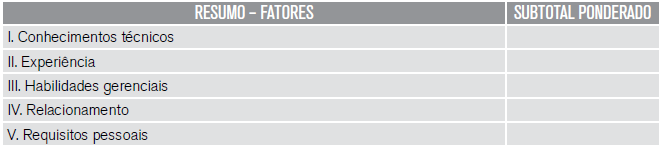 RESUMO – FATORES SUBTOTAL PONDERADO
I. Conhecimentos técnicos
II. Experiência
III. Habilidades gerenciais
IV. Relacionamento
V. Requisitos pessoais